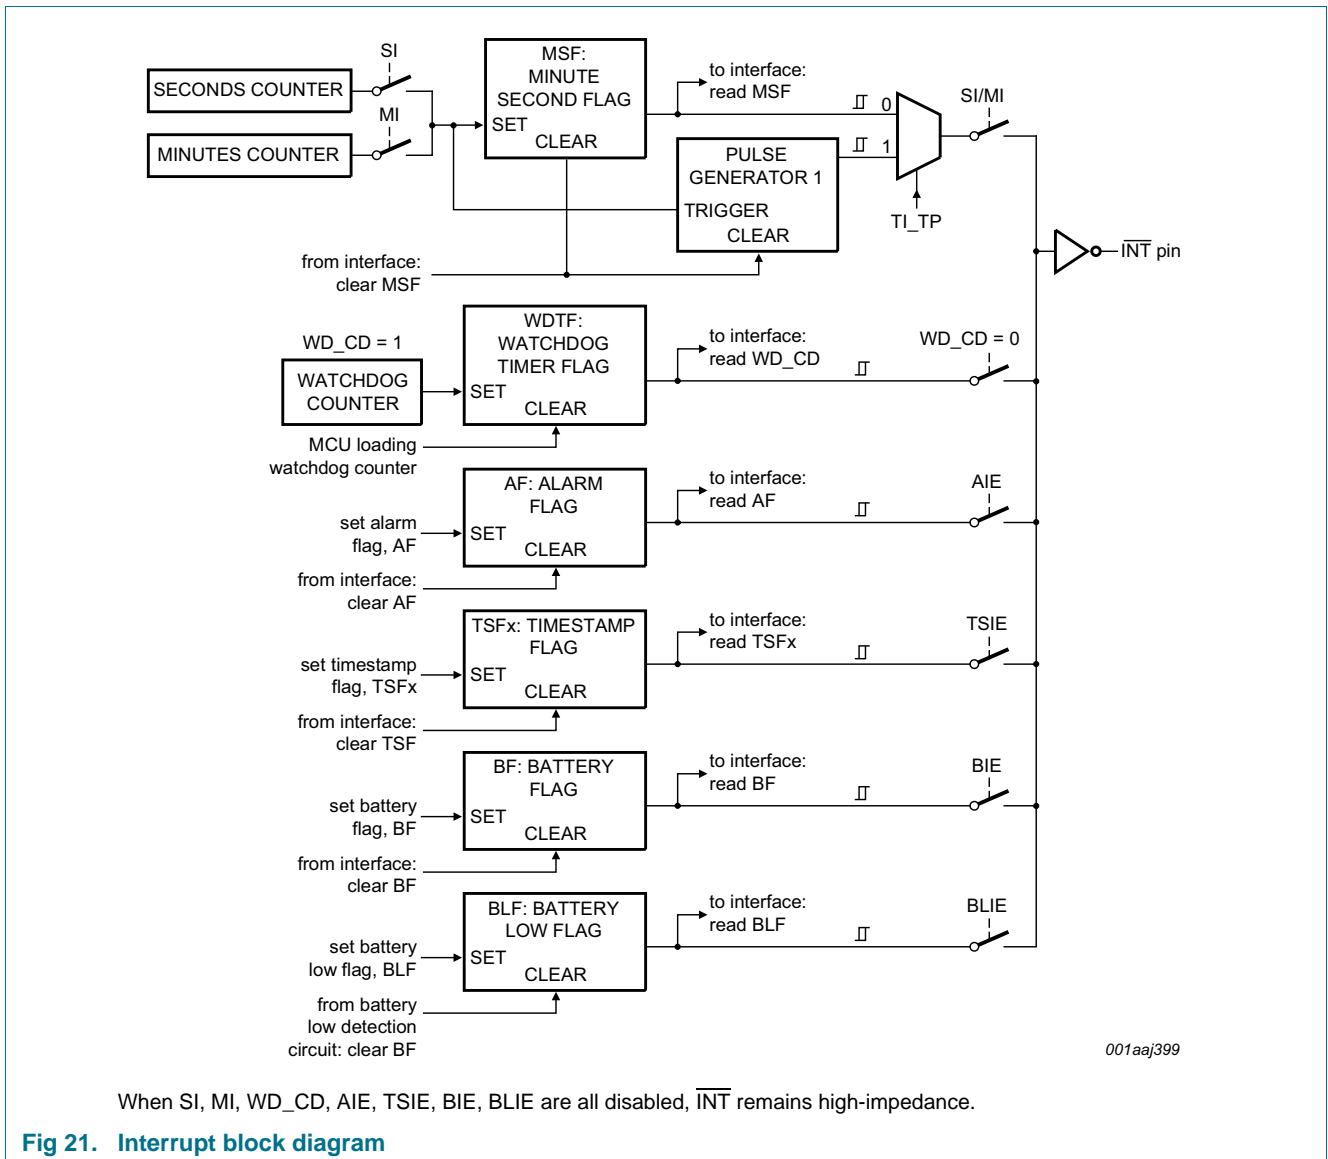 SI
SECONDS COUNTER
MI
MINUTES COUNTER
MSF:
MINUTE
SECOND FLAG
SET
CLEAR
to interface:
read MSF
0
1
SI/MI
PULSE
GENERATOR 1
TRIGGER
CLEAR
TI_TP
I̅N̅T̅ pin
from interface:
clear MSF
WD_CD = 1
WATCHDOG
COUNTER
WDTF:
WATCHDOG
TIMER FLAG
SET
CLEAR
to interface:
read WD_CD
WD_CD = 0
MCU loading
watchdog counter
AF: ALARM
FLAG
SET
CLEAR
to interface:
read AF
AIE
set alarm
flag, AF
from interface:
clear AF
TSFx: TIMESTAMP
FLAG
SET
CLEAR
to interface:
read TSFx
TSIE
set timestamp
flag, TSFx
from interface:
clear TSF
BF: BATTERY
FLAG
SET
CLEAR
to interface:
read BF
BIE
set battery
flag, BF
from interface:
clear BF
BLF: BATTERY
LOW FLAG
SET
CLEAR
to interface:
read BLF
BLIE
set battery
low flag, BLF
from battery
low detection
circuit: clear BF
001aaj399
When SI, MI, WD_CD, AIE, TSIE, BIE, BLIE are all disabled, I̅N̅T̅ remains high-impedance.
Fig 21. Interrupt block diagram